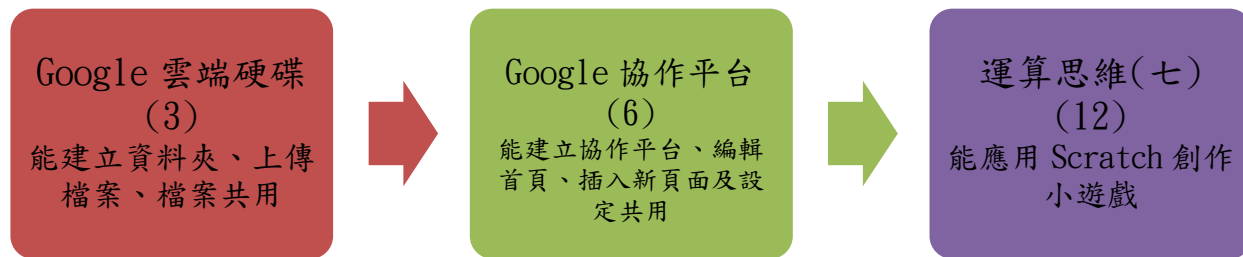 Google 雲端硬碟
(3)
能建立資料夾、上傳
檔案、檔案共用
Google 協作平台
(6)
能建立協作平台、編輯
首頁、插入新頁面及設
定共用
運算思維(七)
(12)
能應用 Scratch 創作
小遊戲